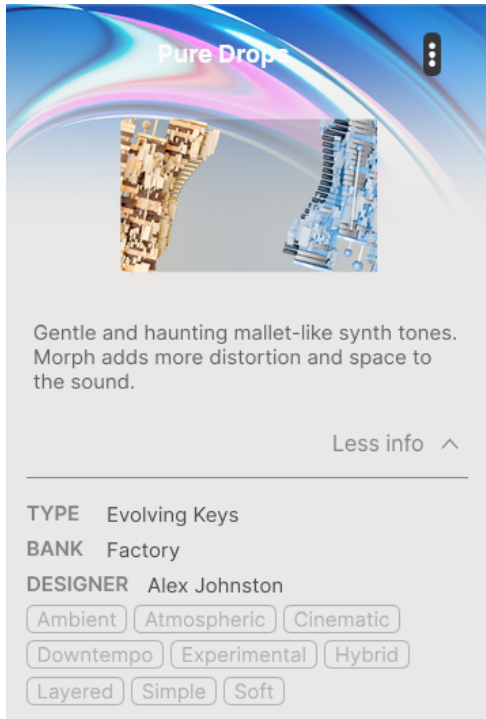 Pure Drops
Gentle and haunting mallet-like synth tones.
Morph adds more distortion and space to
the sound.
Less info
TYPE Evolving Keys
BANK Factory
DESIGNER Alex Johnston
Ambient Atmospheric Cinematic
Downtempo Experimental Hybrid
Layered Simple Soft